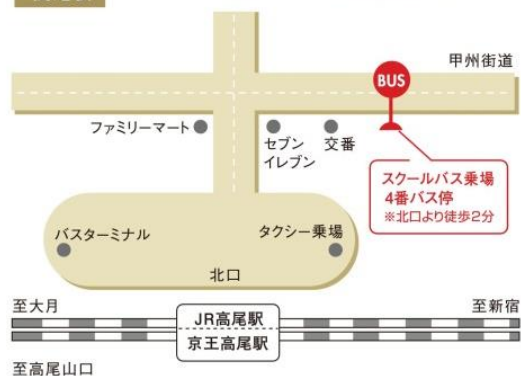 甲州街道
BUS
ファミリーマート
セブン
イレブン
交番
スクールバス乗場
4番バス停
※北口より徒歩2分
バスターミナル
タクシー乗場
北口
至大月
至新宿
JR高尾駅
京王高尾駅
至高尾山口